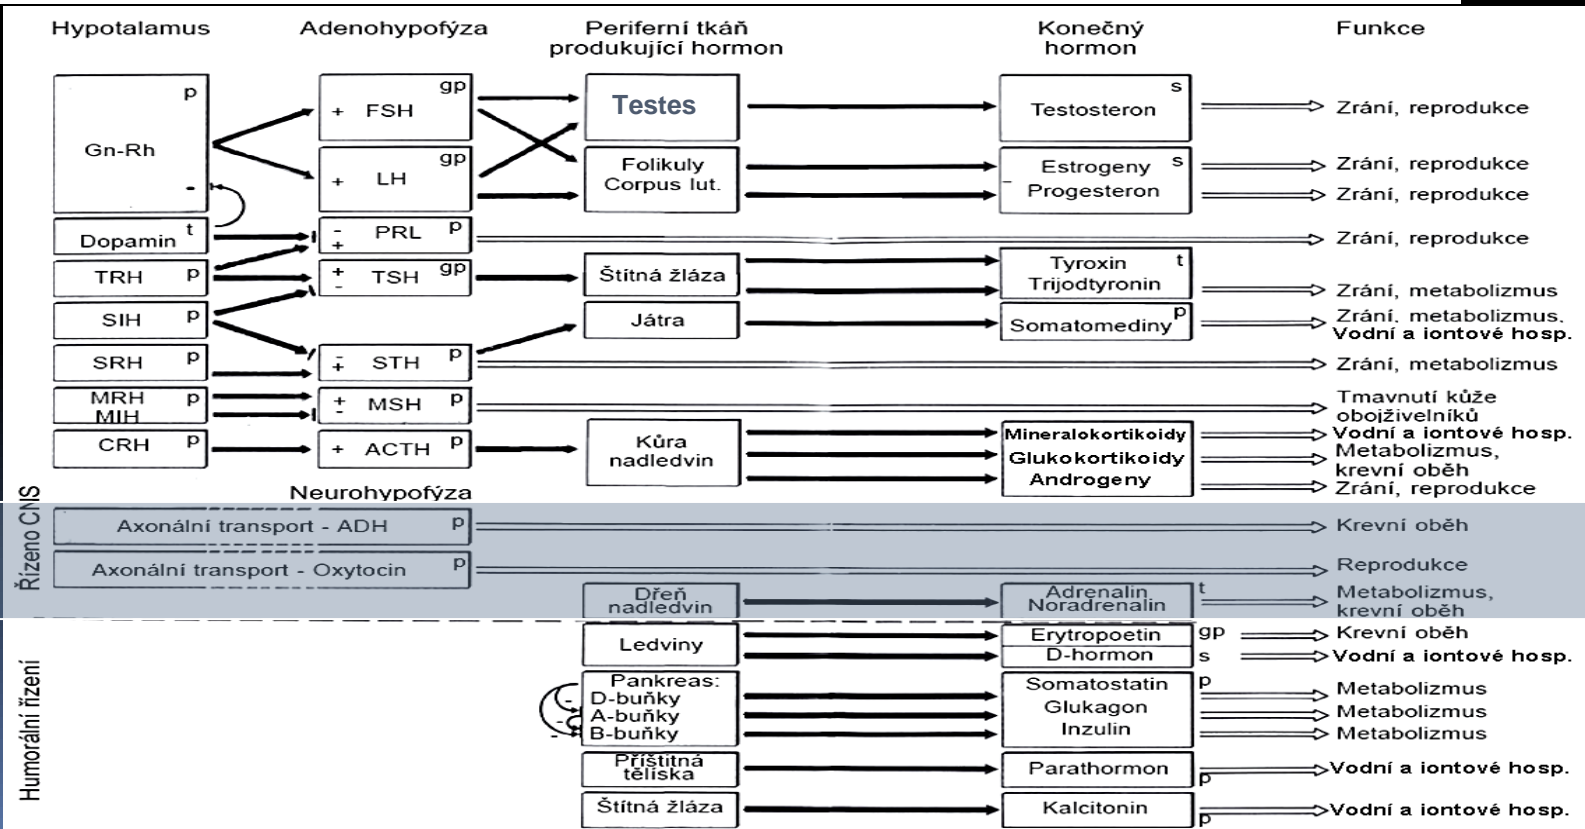 Hypotalamus
Adenohypofýza
Periferní tkáň
produkující hormon
Konečný
hormon
Funkce
p
Gn-Rh
-
gp
+ FSH
Testes
s
Testosteron
Zrání, reprodukce
gp
+ LH
Folikuly
Corpus lut.
Estrogeny s
- Progesteron
Zrání, reprodukce
Zrání, reprodukce
Dopamin t
- PRL p
+
Zrání, reprodukce
TRH p
+ TSH gp
-
Štítná žláza
Tyroxin t
Trijodtyronin
Zrání, metabolizmus
SIH p
Játra
Somatomediny p
Zrání, metabolizmus.
Vodní a iontové hosp.
SRH p
- STH p
+
Zrání, metabolizmus
MRH p
MIH
+ MSH p
-
Tmavnutí kůže
obojživelníků
CRH p
+ ACTH p
Kůra
nadledvin
Mineralokortikoidy
Glukokortikoidy
Androgeny
Vodní a iontové hosp.
Metabolizmus,
krevní oběh
Zrání, reprodukce
Neurohypofýza
Řízeno CNS
Axonální transport - ADH p
Krevní oběh
Axonální transport - Oxytocin p
Reprodukce
Dřeň
nadledvin
Adrenalin t
Noradrenalin
Metabolizmus,
krevní oběh
Humorální řízení
Ledviny
Erytropoetin gp
D-hormon s
Krevní oběh
Vodní a iontové hosp.
Pankreas:
- D-buňky
- A-buňky
- B-buňky
Somatostatin p
Glukagon
Inzulin
Metabolizmus
Metabolizmus
Metabolizmus
Příštitná
tělíska
Parathormon p
Vodní a iontové hosp.
Štítná žláza
Kalcitonin p
Vodní a iontové hosp.